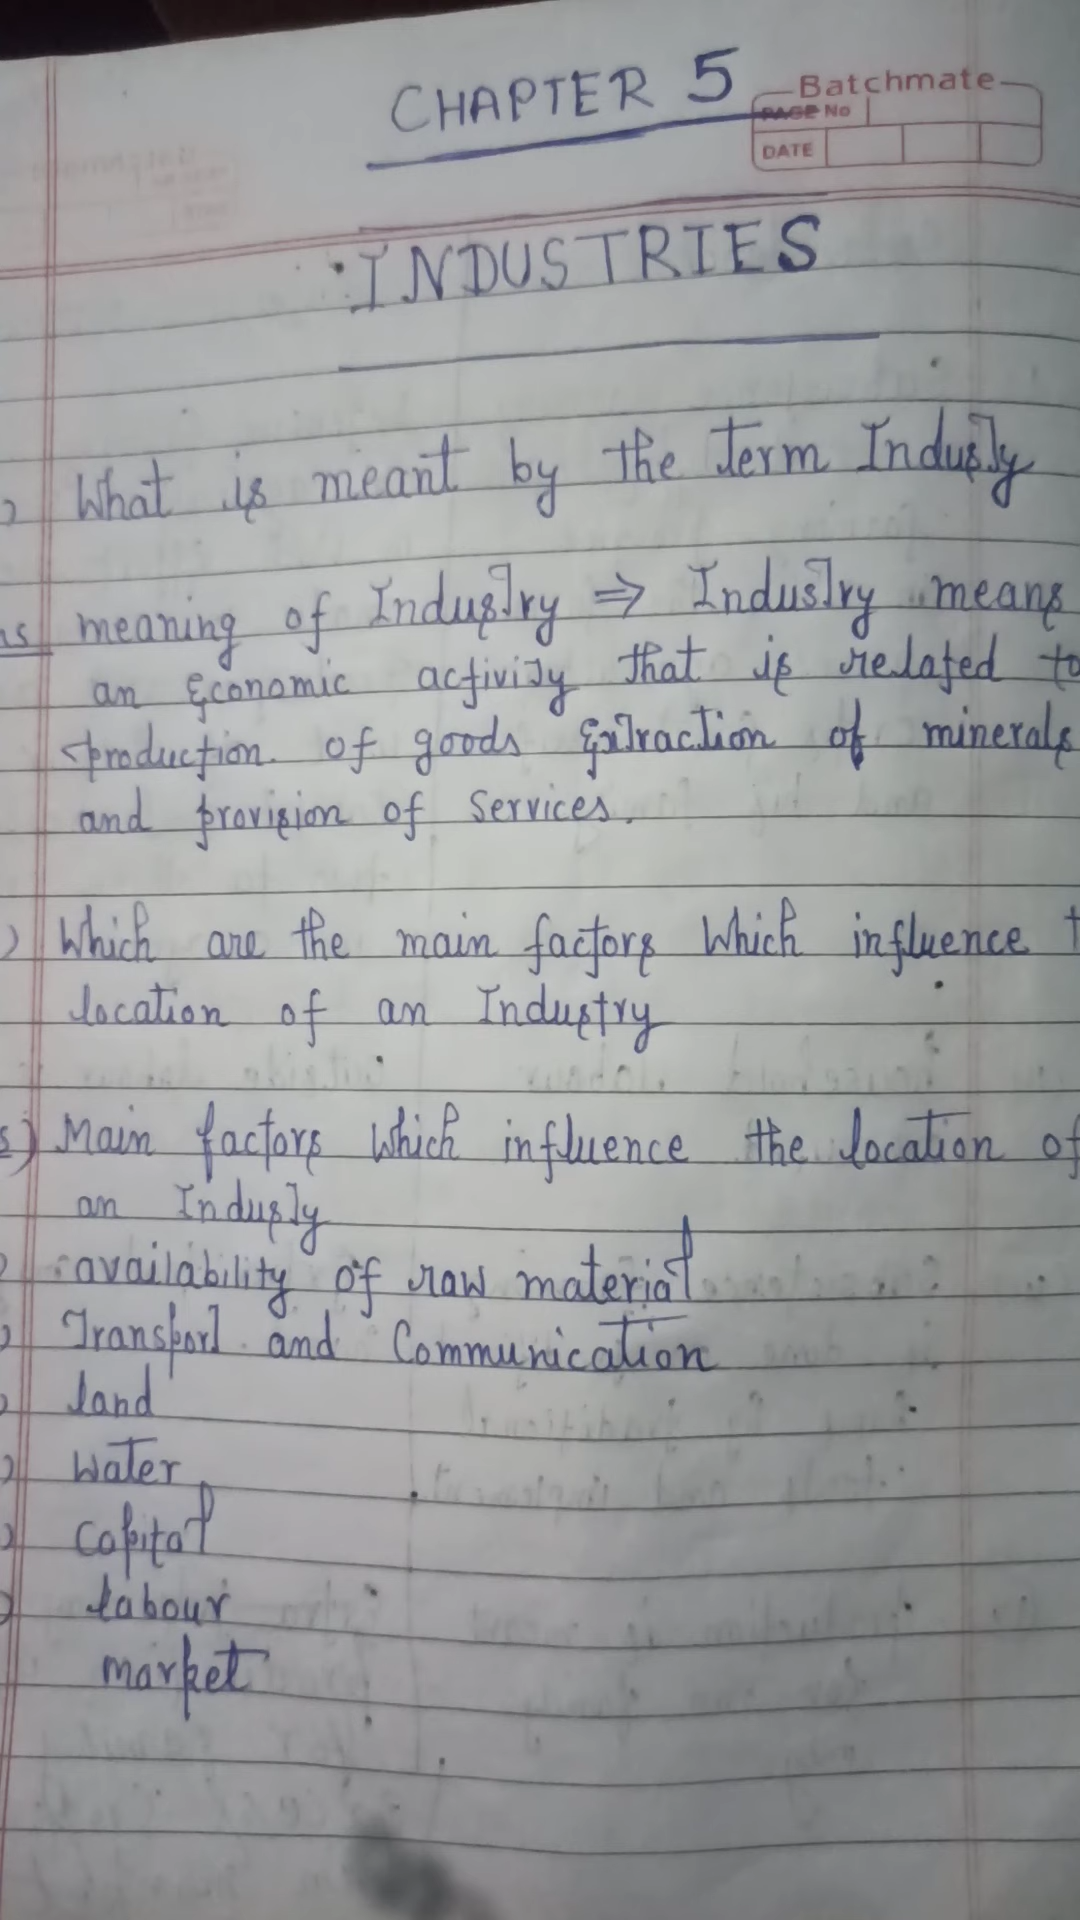 CHAPTER 5
Batchmate
PAGE No
DATE
INDUSTRIES
What is meant by the term Industy
ns meaning of Industry ⇒ Industry means
an Economic activity that is related to
production of goods Extraction of minerals
and provision of Services.
) Which are the main factors which influence t
location of an Industry
s) Main factors which influence the location of
an Industy
availability of raw material
Transport and Communication
land
water
capital
labour
market